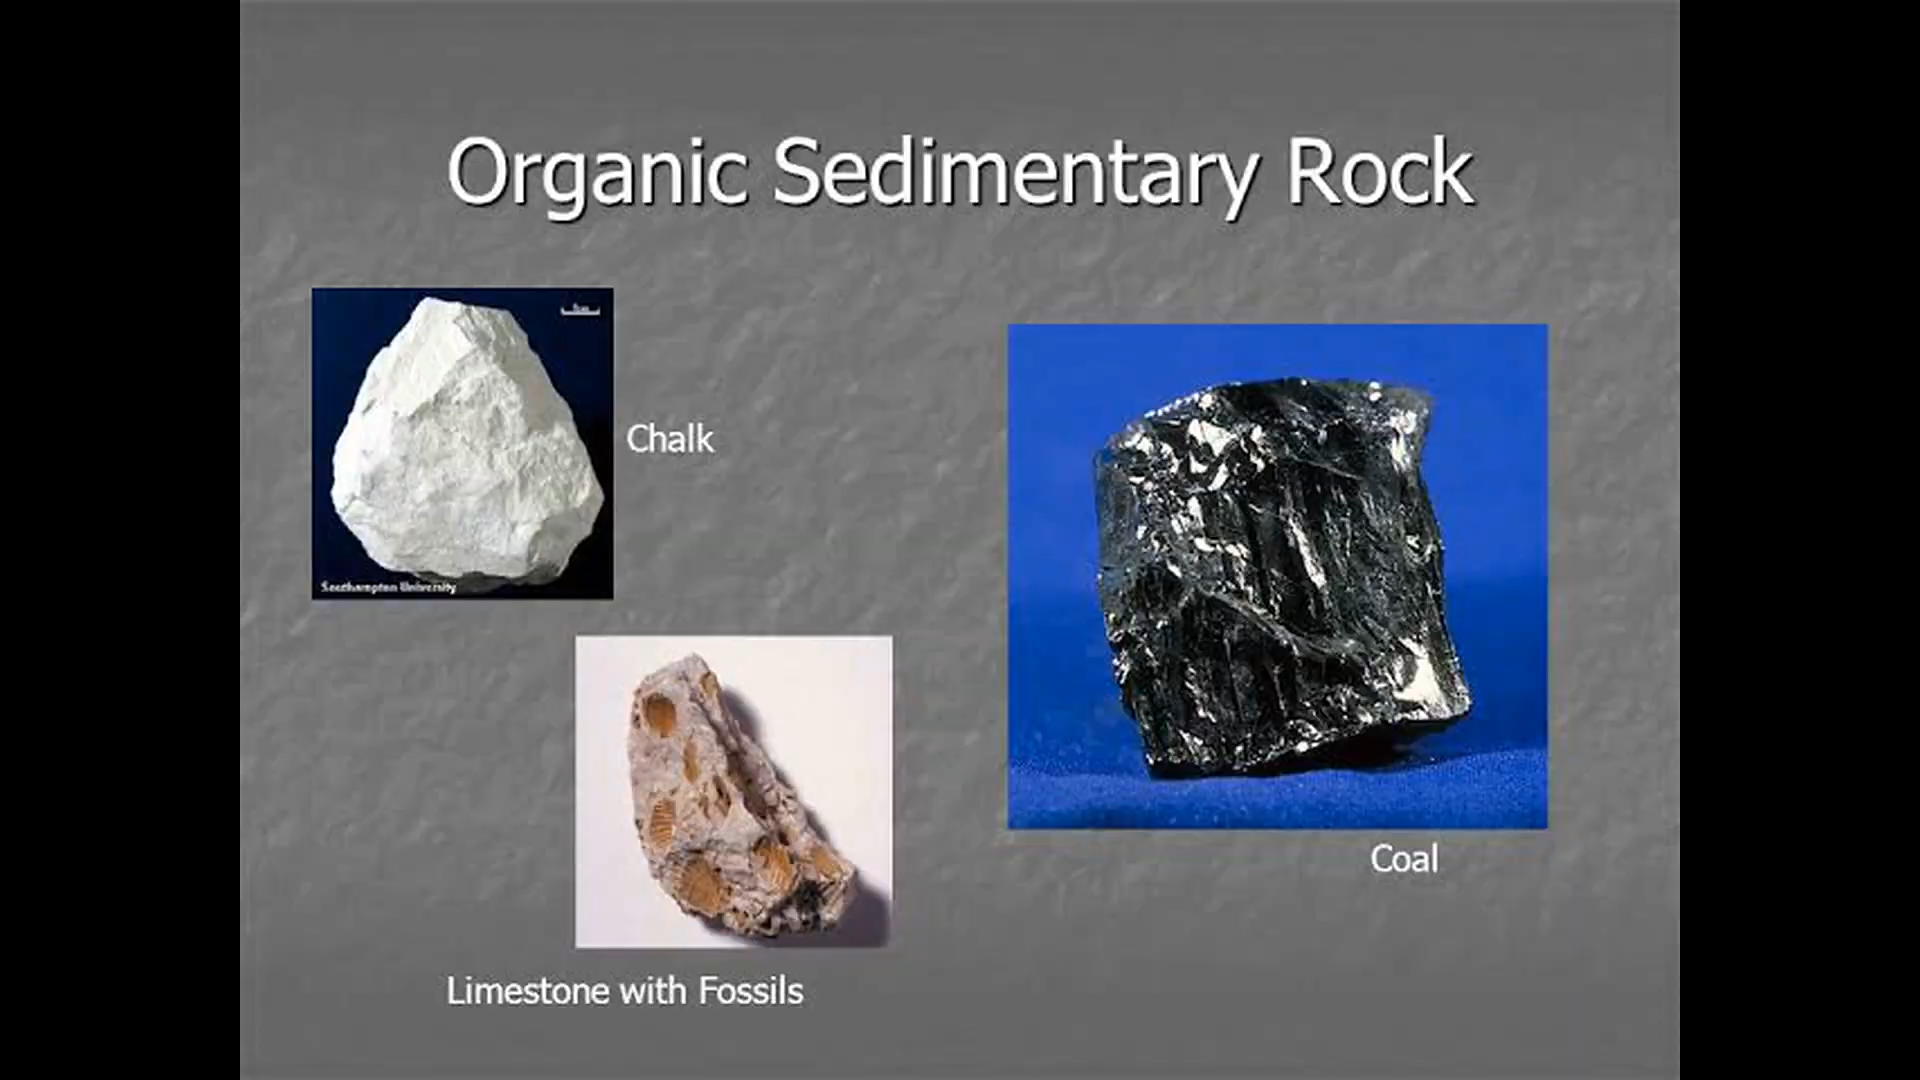 Organic Sedimentary Rock
Chalk
Southampton University
Coal
Limestone with Fossils